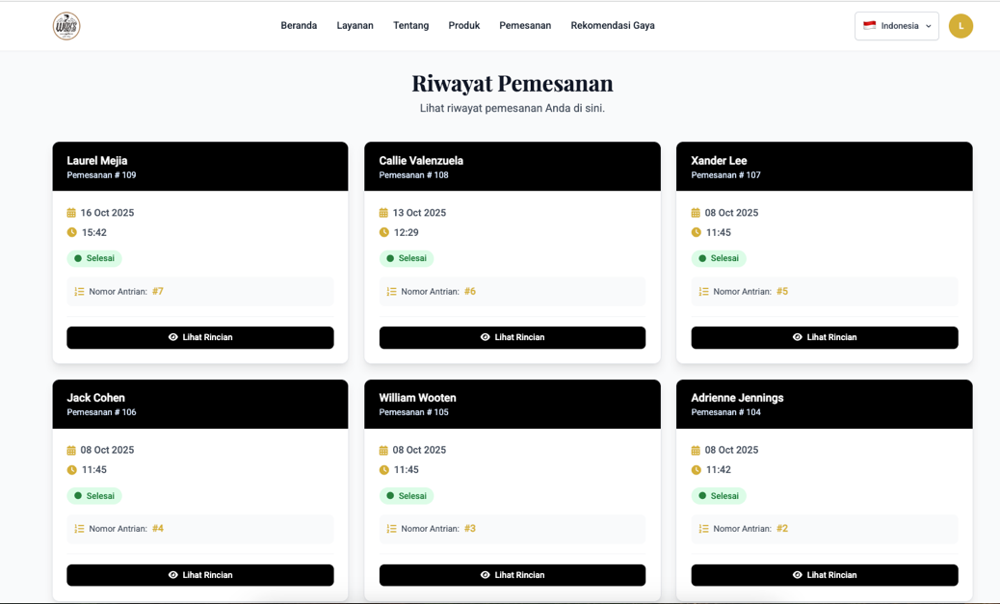 Beranda Layanan Tentang Produk Pemesanan Rekomendasi Gaya Indonesia L
Riwayat Pemesanan
Lihat riwayat pemesanan Anda di sini.
Laurel Mejia
Pemesanan # 109
16 Oct 2025
15:42
Selesai
Nomor Antrian: #7
Lihat Rincian
Callie Valenzuela
Pemesanan # 108
13 Oct 2025
12:29
Selesai
Nomor Antrian: #6
Lihat Rincian
Xander Lee
Pemesanan # 107
08 Oct 2025
11:45
Selesai
Nomor Antrian: #5
Lihat Rincian
Jack Cohen
Pemesanan # 106
08 Oct 2025
11:45
Selesai
Nomor Antrian: #4
Lihat Rincian
William Wooten
Pemesanan # 105
08 Oct 2025
11:45
Selesai
Nomor Antrian: #3
Lihat Rincian
Adrienne Jennings
Pemesanan # 104
08 Oct 2025
11:42
Selesai
Nomor Antrian: #2
Lihat Rincian